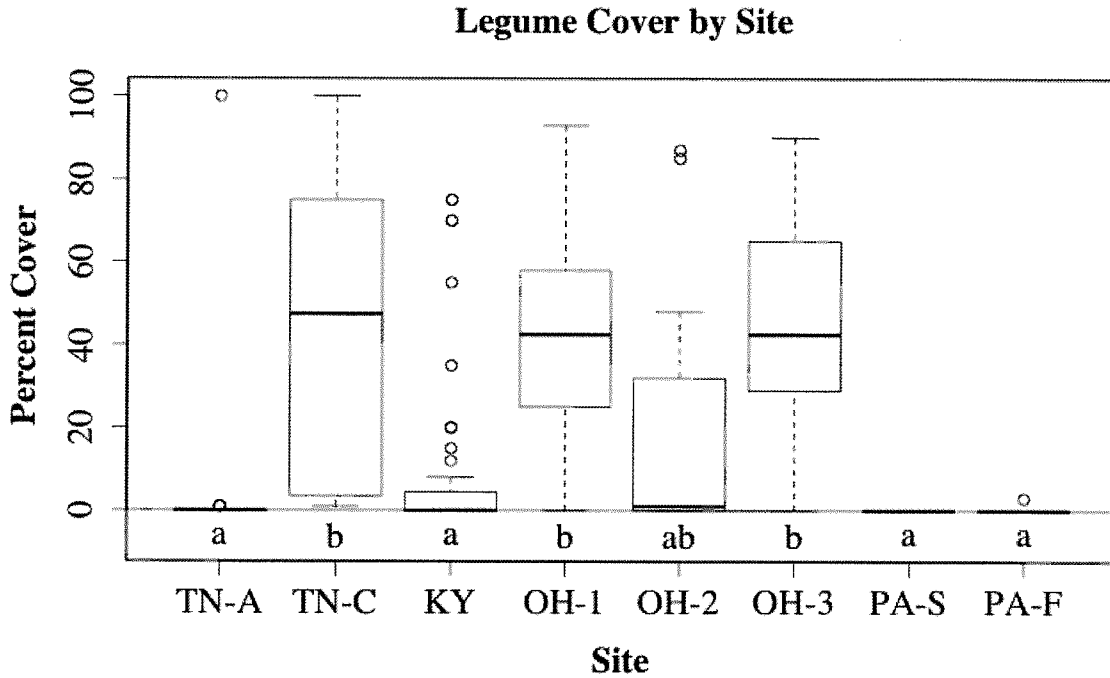 Legume Cover by Site
Percent Cover
100
80
60
40
20
0
a b a b ab b a a
TN-A TN-C KY OH-1 OH-2 OH-3 PA-S PA-F
Site